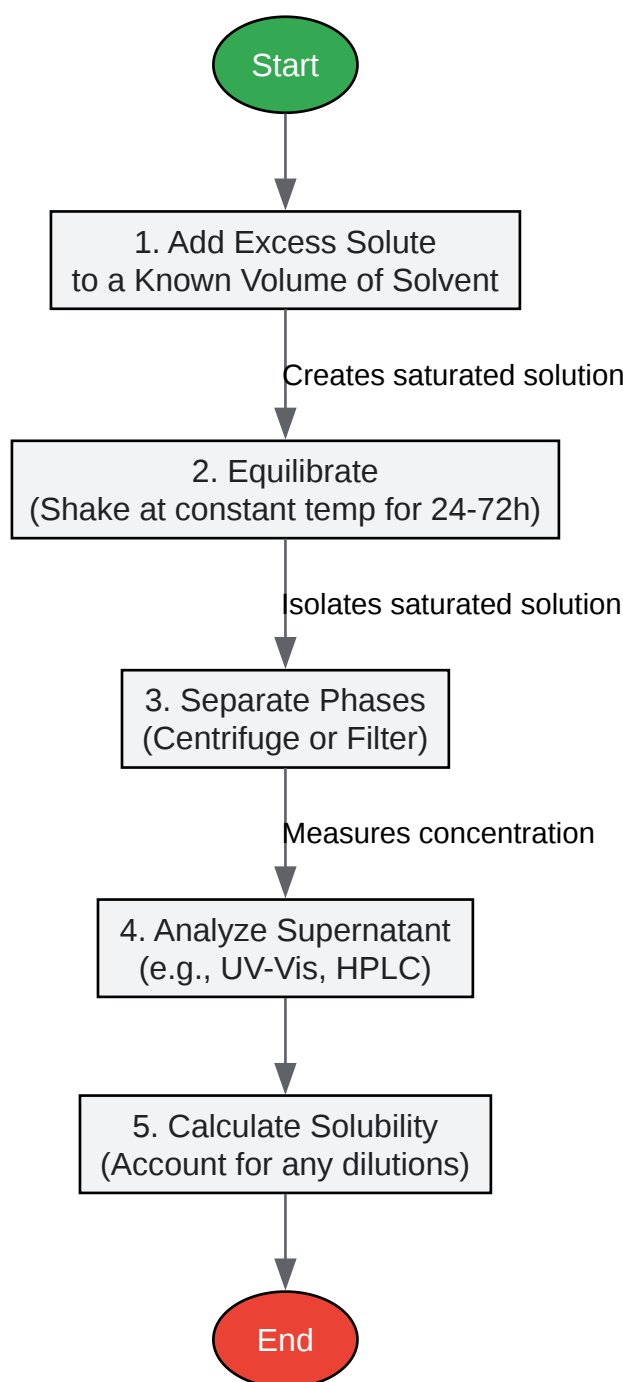 Start
1. Add Excess Solute
to a Known Volume of Solvent
Creates saturated solution
2. Equilibrate
(Shake at constant temp for 24-72h)
Isolates saturated solution
3. Separate Phases
(Centrifuge or Filter)
Measures concentration
4. Analyze Supernatant
(e.g., UV-Vis, HPLC)
5. Calculate Solubility
(Account for any dilutions)
End